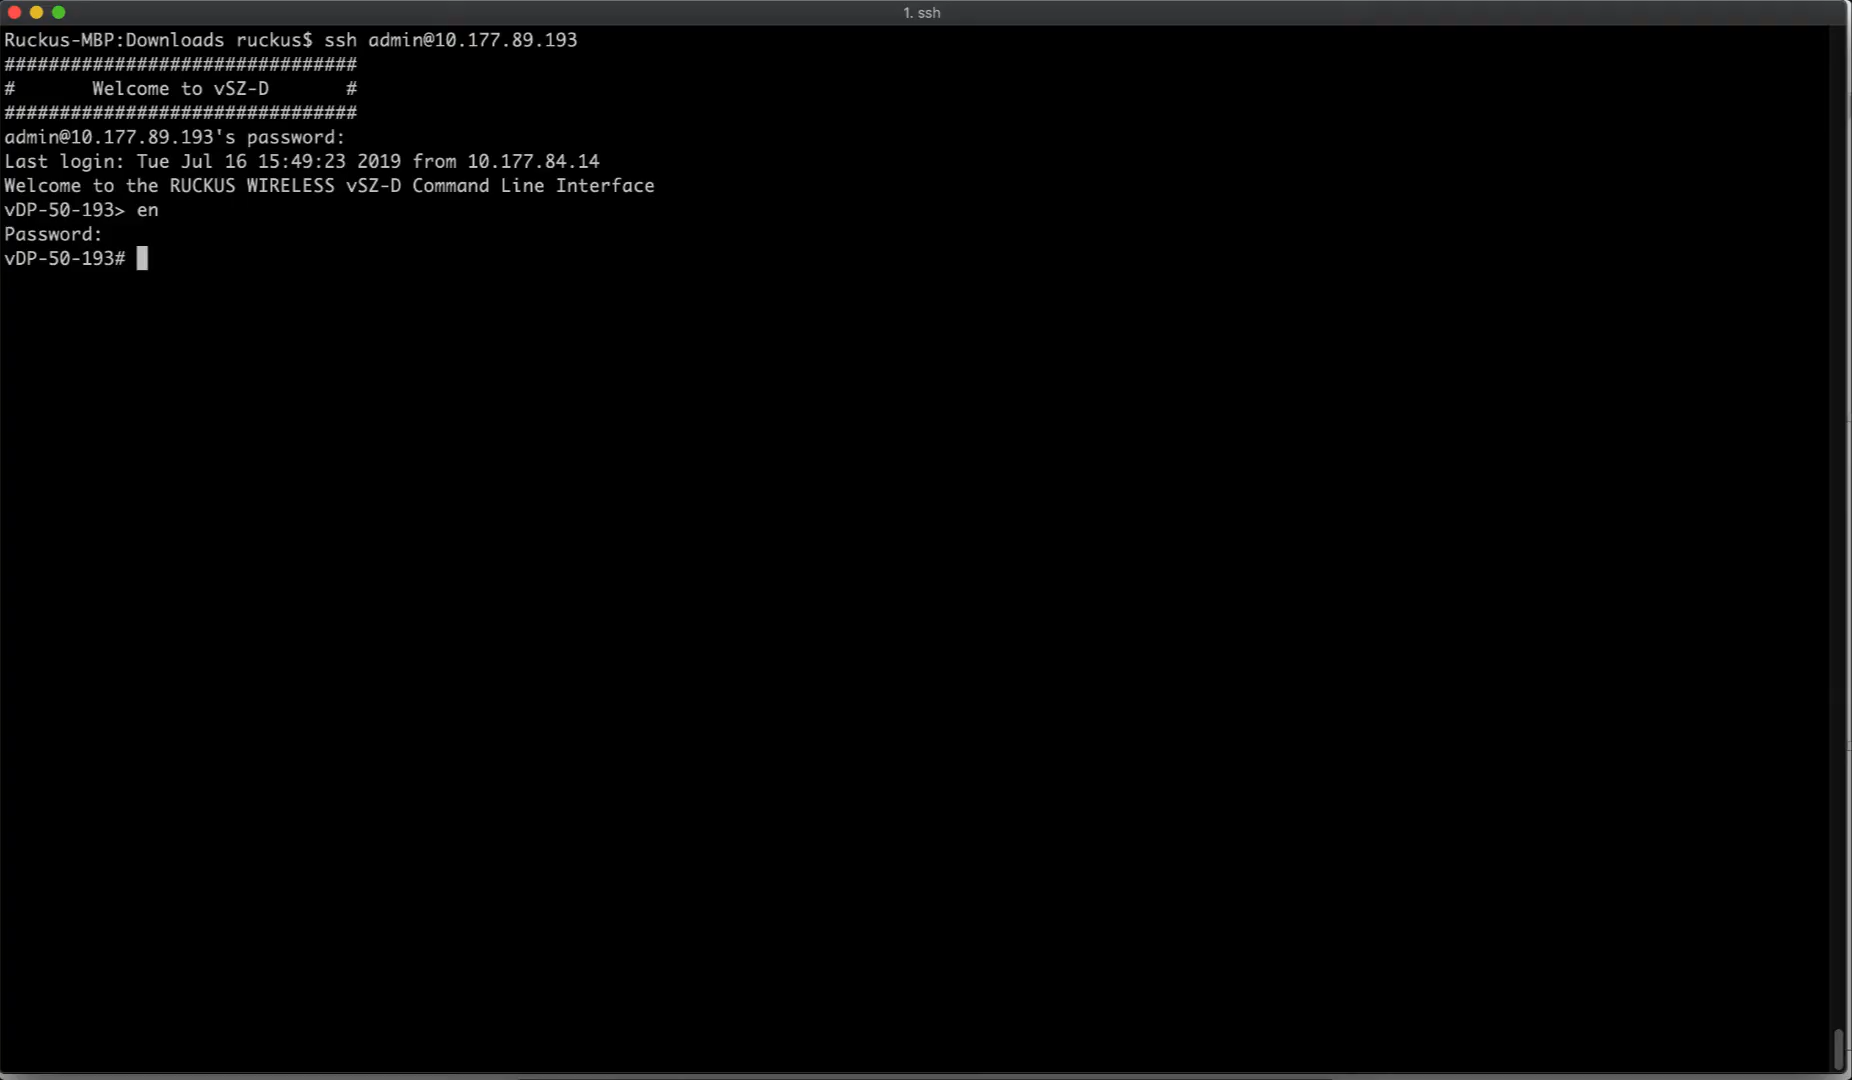 1. ssh
Ruckus-MBP:Downloads ruckus$ ssh admin@10.177.89.193
################################
#       Welcome to vSZ-D       #
################################
admin@10.177.89.193's password:
Last login: Tue Jul 16 15:49:23 2019 from 10.177.84.14
Welcome to the RUCKUS WIRELESS vSZ-D Command Line Interface
vDP-50-193> en
Password:
vDP-50-193#